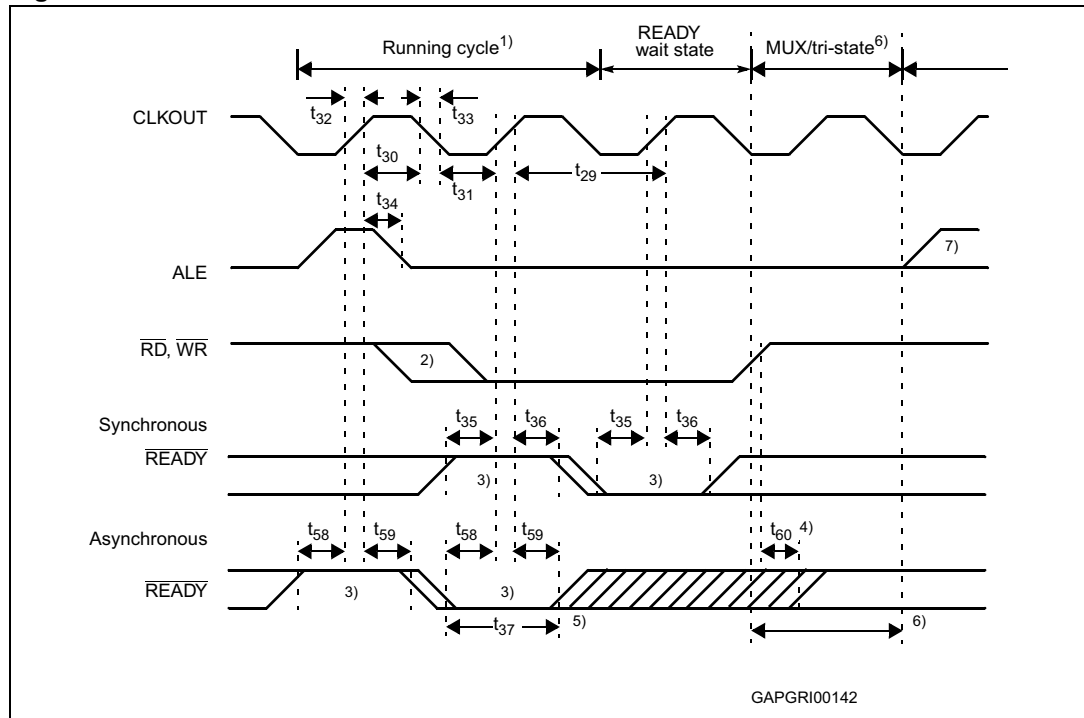 Running cycle1)
READY
wait state
MUX/tri-state6)
CLKOUT
t32
t33
t30
t31
t29
t34
ALE
7)
RD, WR
2)
Synchronous
READY
t35
t36
t35
t36
3)
3)
Asynchronous
READY
t58
t59
t58
t59
t60 4)
3)
3)
t37
5)
6)
GAPGRI00142